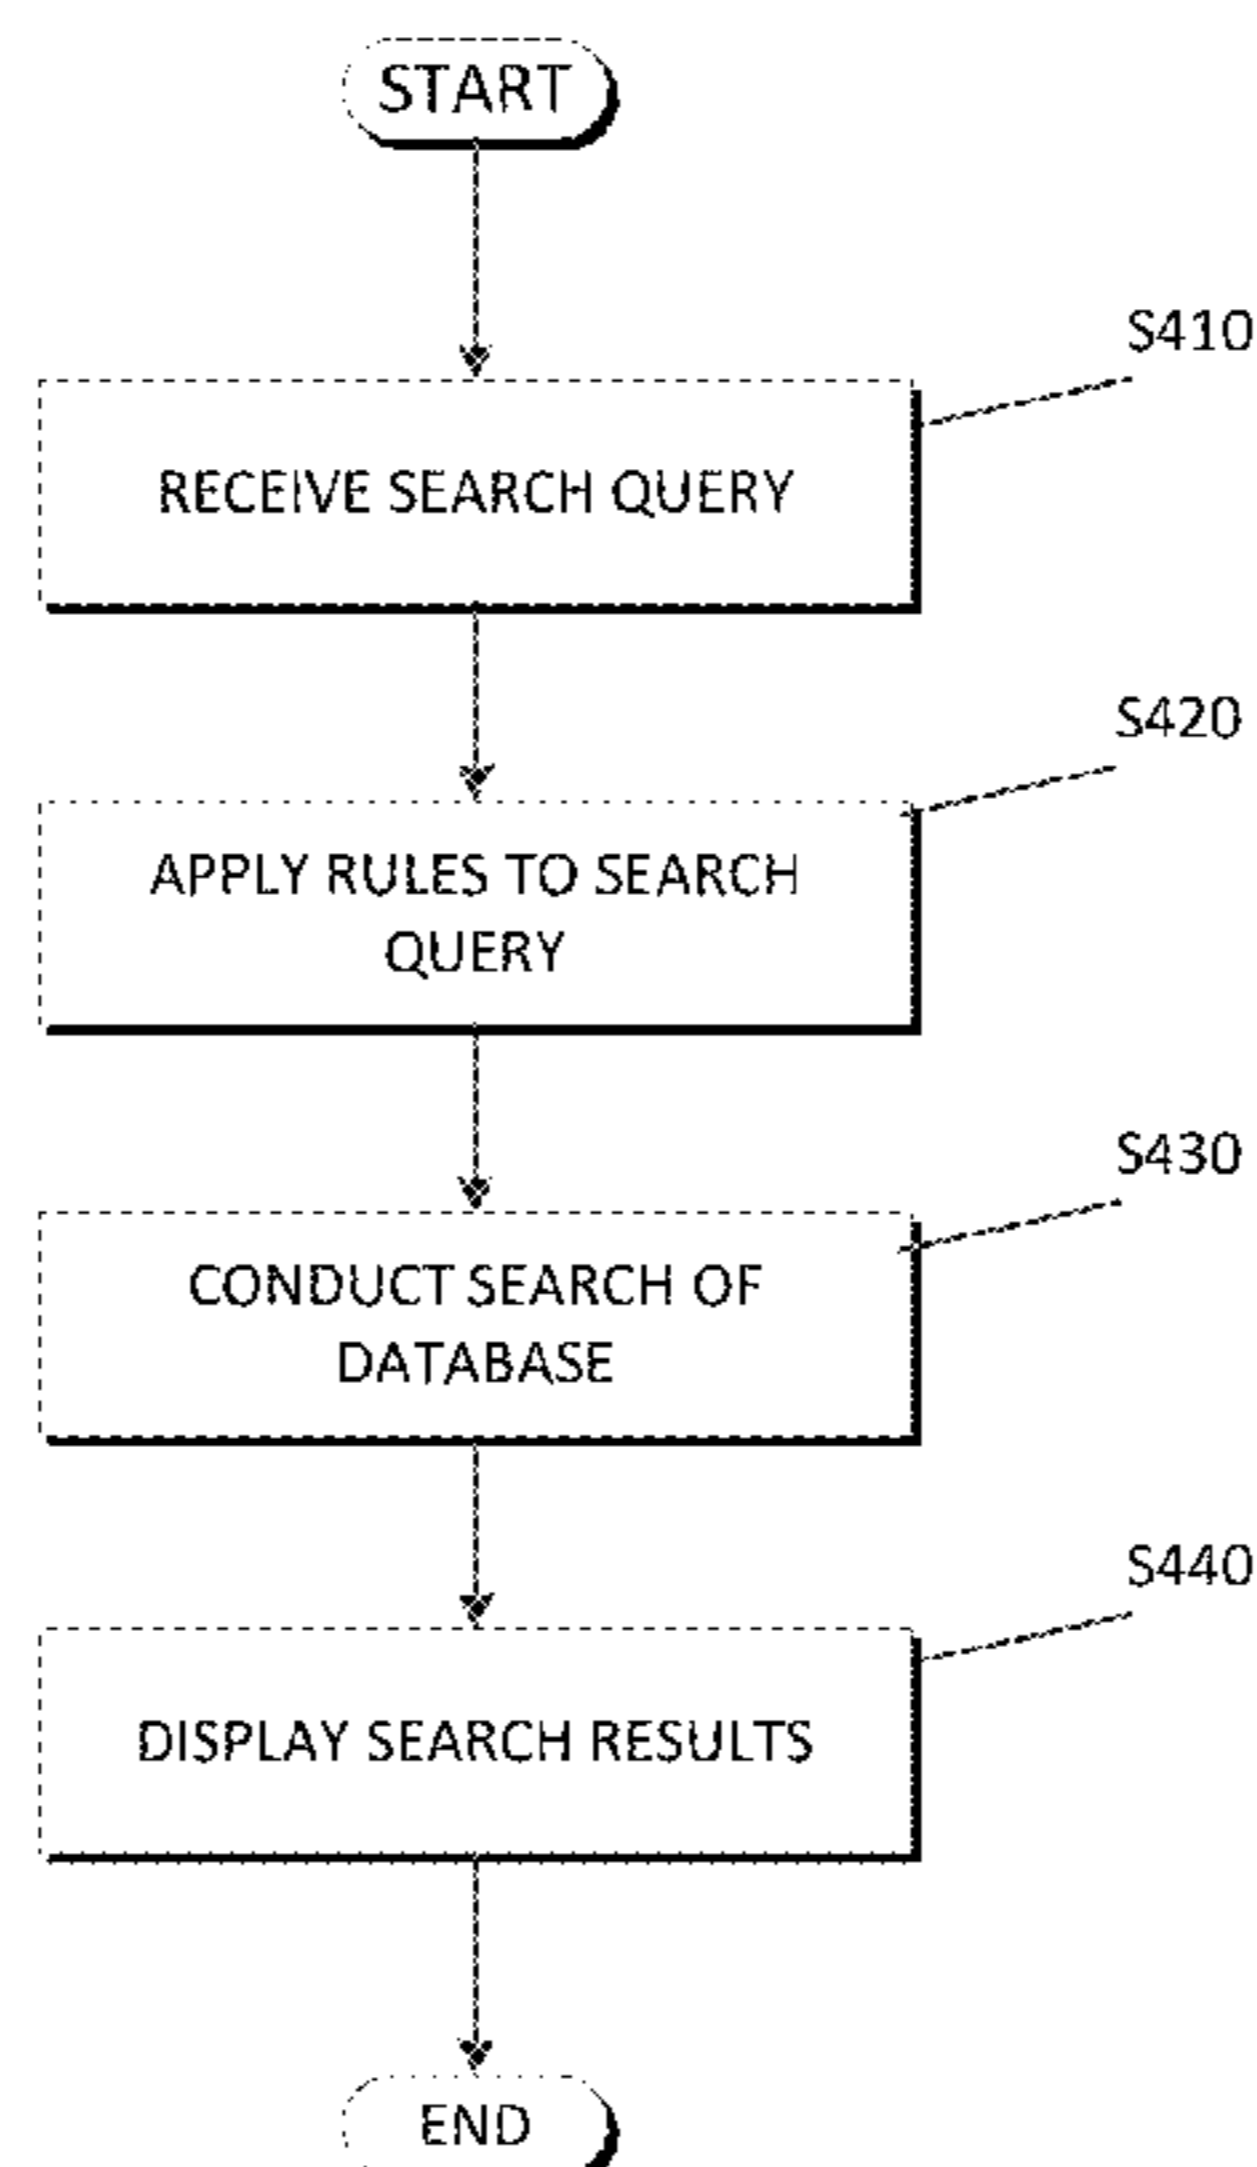 START
S410
RECEIVE SEARCH QUERY
S420
APPLY RULES TO SEARCH
QUERY
S430
CONDUCT SEARCH OF
DATABASE
S440
DISPLAY SEARCH RESULTS
END